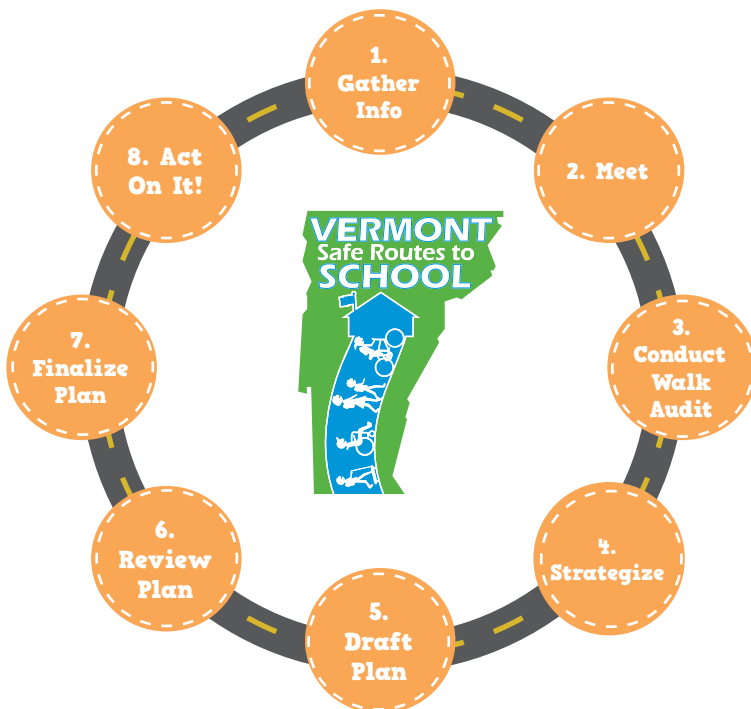 1.
Gather
Info
2. Meet
3.
Conduct
Walk
Audit
4.
Strategize
5.
Draft
Plan
6.
Review
Plan
7.
Finalize
Plan
8. Act
On It!
VERMONT
Safe Routes to
SCHOOL